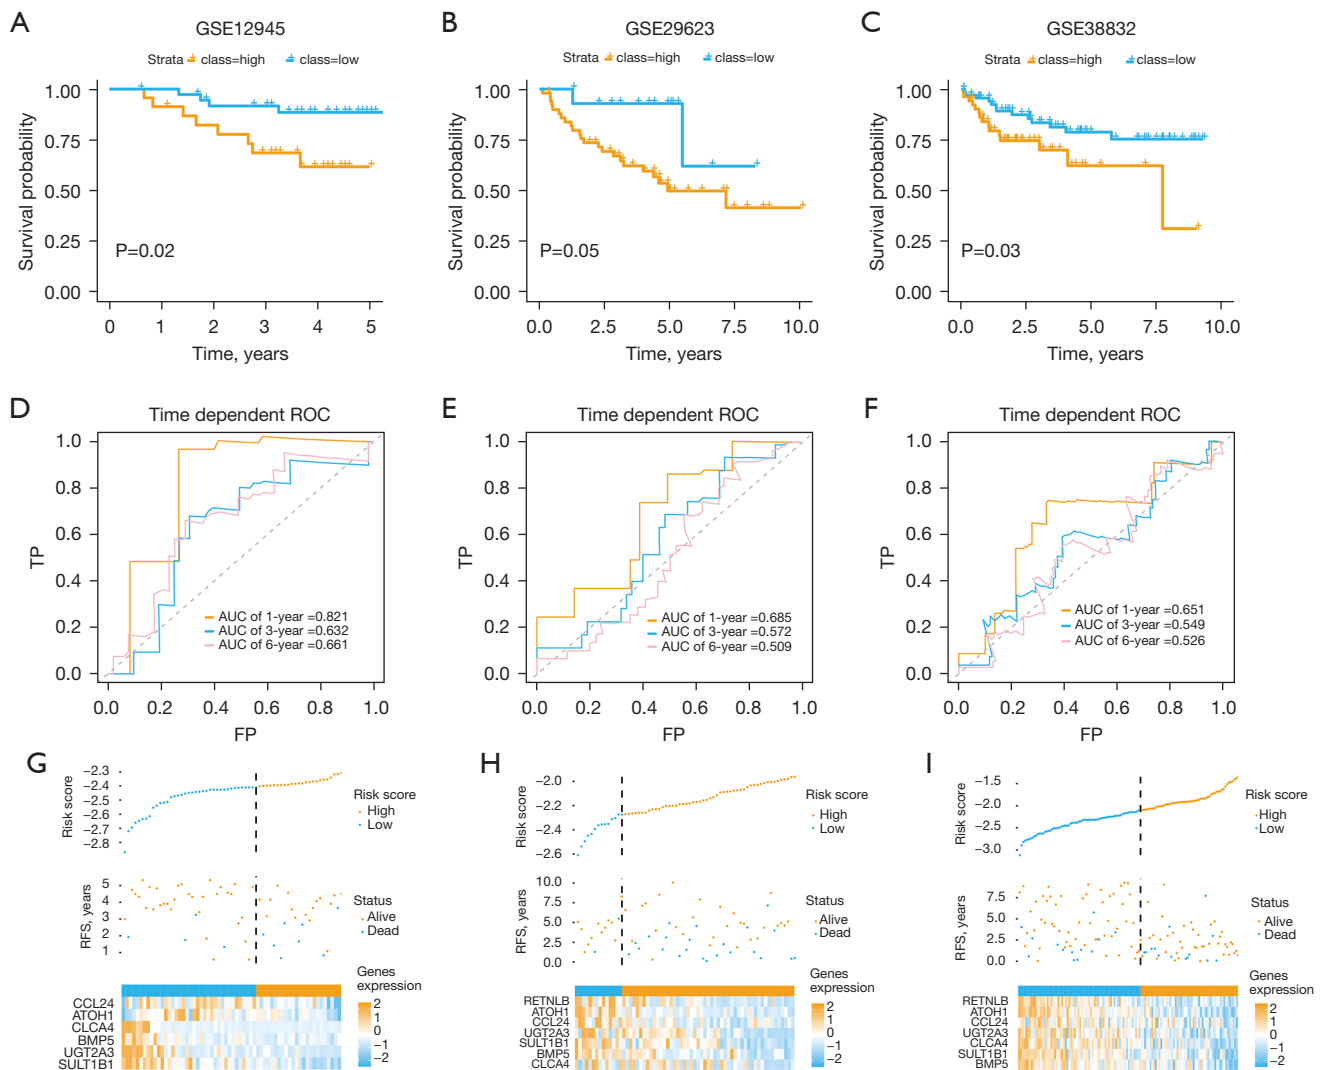 A
GSE12945
Strata class=high class=low
Survival probability
1.00
0.75
0.50
0.25
0.00
P=0.02
0 1 2 3 4 5
Time, years
B
GSE29623
Strata class=high class=low
Survival probability
1.00
0.75
0.50
0.25
0.00
P=0.05
0.0 2.5 5.0 7.5 10.0
Time, years
C
GSE38832
Strata class=high class=low
Survival probability
1.00
0.75
0.50
0.25
0.00
P=0.03
0.0 2.5 5.0 7.5 10.0
Time, years
D
Time dependent ROC
TP
1.0
0.8
0.6
0.4
0.2
0.0
AUC of 1-year =0.821
AUC of 3-year =0.632
AUC of 6-year =0.661
0.0 0.2 0.4 0.6 0.8 1.0
FP
E
Time dependent ROC
TP
1.0
0.8
0.6
0.4
0.2
0.0
AUC of 1-year =0.685
AUC of 3-year =0.572
AUC of 6-year =0.509
0.0 0.2 0.4 0.6 0.8 1.0
FP
F
Time dependent ROC
TP
1.0
0.8
0.6
0.4
0.2
0.0
AUC of 1-year =0.651
AUC of 3-year =0.549
AUC of 6-year =0.526
0.0 0.2 0.4 0.6 0.8 1.0
FP
G
Risk score
−2.3
−2.4
−2.5
−2.6
−2.7
−2.8
Risk score
High
Low
RFS, years
5
4
3
2
1
Status
Alive
Dead
CCL24
ATOH1
CLCA4
BMP5
UGT2A3
SULT1B1
Genes
expression
2
1
0
−1
−2
H
Risk score
−2.0
−2.2
−2.4
−2.6
Risk score
High
Low
RFS, years
10.0
7.5
5.0
2.5
0.0
Status
Alive
Dead
RETNLB
ATOH1
CCL24
UGT2A3
SULT1B1
BMP5
CLCA4
Genes
expression
2
1
0
−1
−2
I
Risk score
−1.5
−2.0
−2.5
−3.0
Risk score
High
Low
RFS, years
7.5
5.0
2.5
0.0
Status
Alive
Dead
RETNLB
ATOH1
CCL24
UGT2A3
CLCA4
SULT1B1
BMP5
Genes
expression
2
1
0
−1
−2